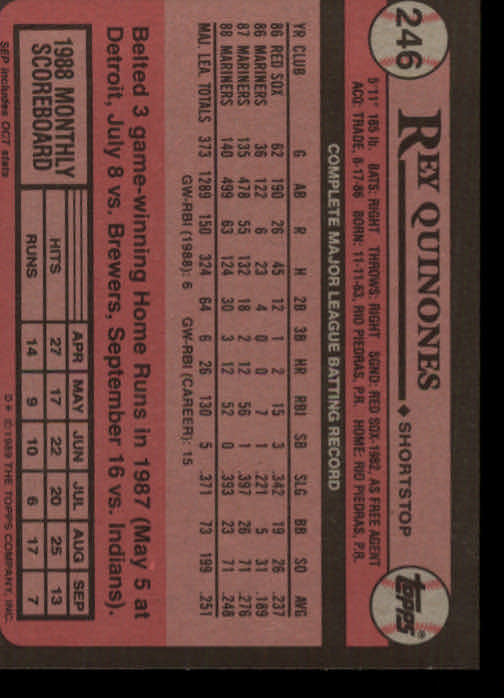 246
REY QUINONES ◆ SHORTSTOP
TOPPS®
5'11" 185 lb. BATS: RIGHT THROWS: RIGHT SGND: RED SOX-1982, AS FREE AGENT
ACQ: TRADE, 8-17-86 BORN: 11-11-63, RIO PIEDRAS, P.R. HOME: RIO PIEDRAS, P.R.
COMPLETE MAJOR LEAGUE BATTING RECORD
YR CLUB G AB R H 2B 3B HR RBI SB SLG BB SO AVG
86 RED SOX 62 190 26 45 12 1 2 15 3 .342 19 26 .237
86 MARINERS 36 122 6 23 4 0 0 7 1 .221 5 31 .189
87 MARINERS 135 478 55 132 18 2 12 56 1 .397 26 71 .276
88 MARINERS 140 499 63 124 30 3 12 52 0 .393 23 71 .248
MAJ. LEA. TOTALS 373 1289 150 324 64 6 26 130 5 .371 73 199 .251
GW-RBI (1988): 6 GW-RBI (CAREER): 15
Belted 3 game-winning Home Runs in 1987 (May 5 at
Detroit, July 8 vs. Brewers, September 16 vs. Indians).
1988 MONTHLY
SCOREBOARD
APR MAY JUN JUL AUG SEP
HITS 27 17 22 20 25 13
RUNS 14 9 10 6 17 7
SEP includes OCT stats
D* © 1989 THE TOPPS COMPANY, INC.